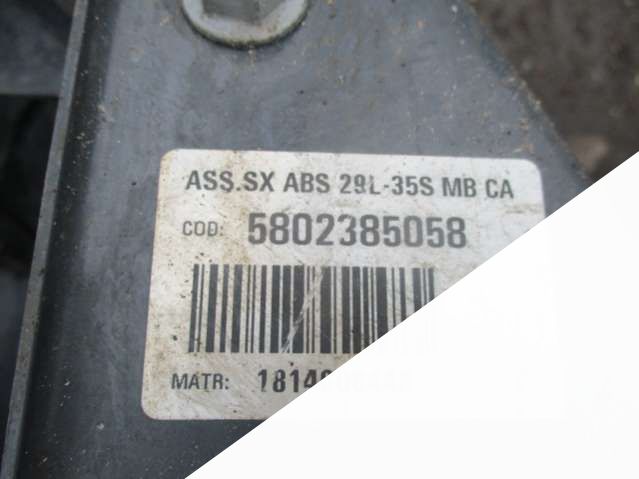 ASS.SX ABS 29L-35S MB CA
COD: 5802385058
MATR: